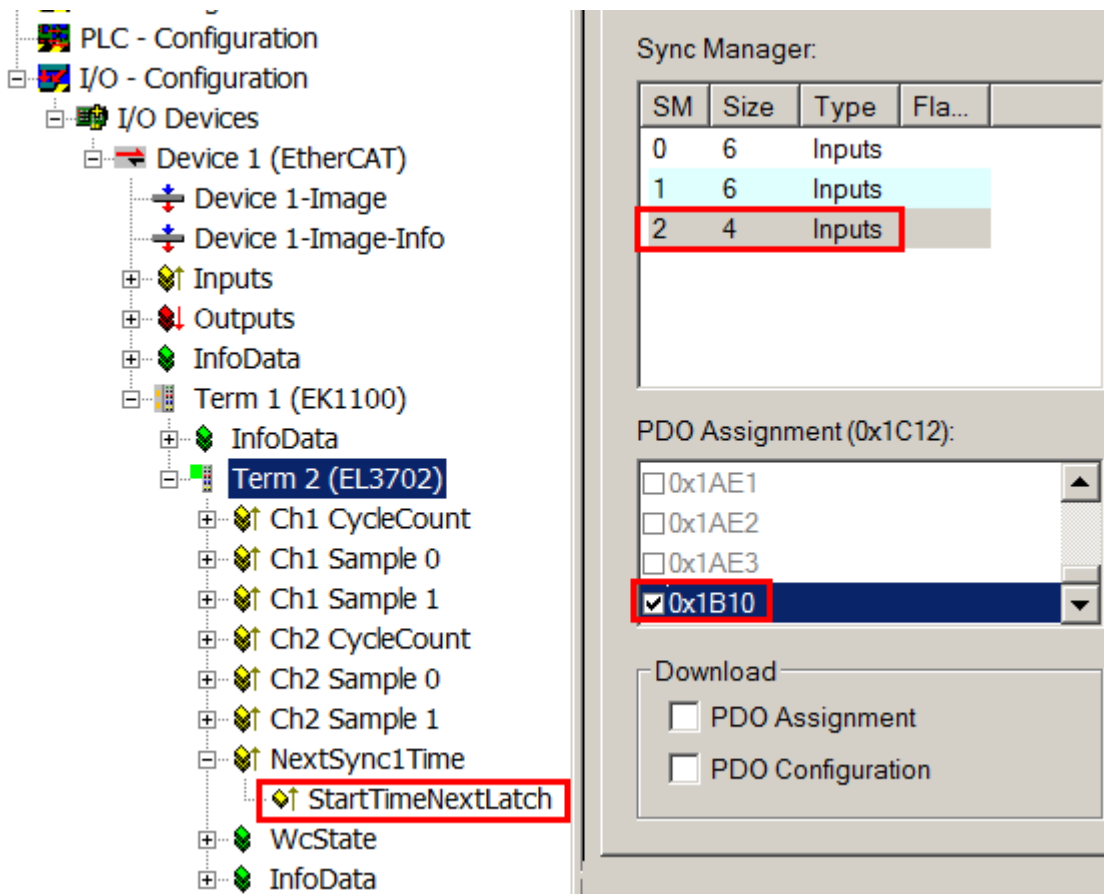 PLC - Configuration
I/O - Configuration
I/O Devices
Device 1 (EtherCAT)
Device 1-Image
Device 1-Image-Info
Inputs
Outputs
InfoData
Term 1 (EK1100)
InfoData
Term 2 (EL3702)
Ch1 CycleCount
Ch1 Sample 0
Ch1 Sample 1
Ch2 CycleCount
Ch2 Sample 0
Ch2 Sample 1
NextSync1Time
StartTimeNextLatch
WcState
InfoData
Sync Manager:
SM Size Type Fla...
0 6 Inputs
1 6 Inputs
2 4 Inputs
PDO Assignment (0x1C12):
0x1AE1
0x1AE2
0x1AE3
0x1B10
Download
PDO Assignment
PDO Configuration